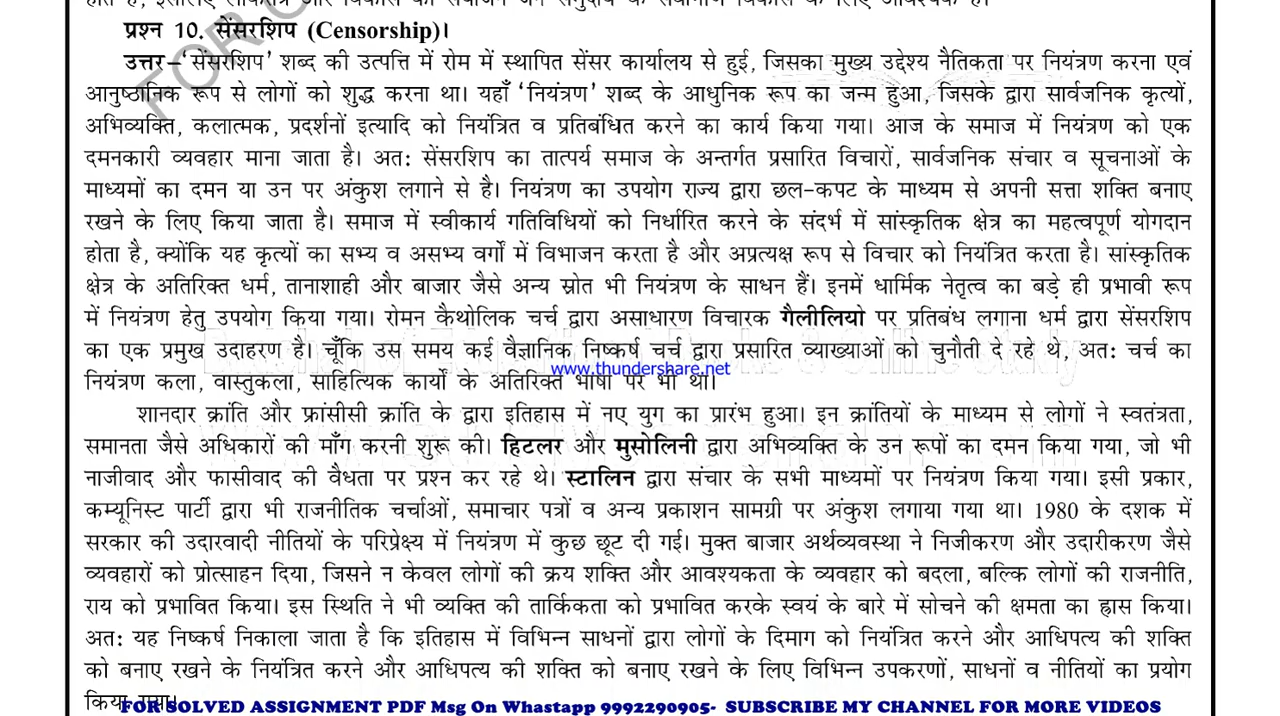 होते हैं, इसलिए लोकतंत्र और विकास का संयोजन जन समुदाय के सर्वांगीण विकास के लिए आवश्यक है।
प्रश्न 10. सेंसरशिप (Censorship)।
उत्तर–‘सेंसरशिप’ शब्द की उत्पत्ति में रोम में स्थापित सेंसर कार्यालय से हुई, जिसका मुख्य उद्देश्य नैतिकता पर नियंत्रण करना एवं
आनुष्ठानिक रूप से लोगों को शुद्ध करना था। यहाँ ‘नियंत्रण’ शब्द के आधुनिक रूप का जन्म हुआ, जिसके द्वारा सार्वजनिक कृत्यों,
अभिव्यक्ति, कलात्मक, प्रदर्शनों इत्यादि को नियंत्रित व प्रतिबंधित करने का कार्य किया गया। आज के समाज में नियंत्रण को एक
दमनकारी व्यवहार माना जाता है। अतः सेंसरशिप का तात्पर्य समाज के अन्तर्गत प्रसारित विचारों, सार्वजनिक संचार व सूचनाओं के
माध्यमों का दमन या उन पर अंकुश लगाने से है। नियंत्रण का उपयोग राज्य द्वारा छल-कपट के माध्यम से अपनी सत्ता शक्ति बनाए
रखने के लिए किया जाता है। समाज में स्वीकार्य गतिविधियों को निर्धारित करने के संदर्भ में सांस्कृतिक क्षेत्र का महत्वपूर्ण योगदान
होता है, क्योंकि यह कृत्यों का सभ्य व असभ्य वर्गों में विभाजन करता है और अप्रत्यक्ष रूप से विचार को नियंत्रित करता है। सांस्कृतिक
क्षेत्र के अतिरिक्त धर्म, तानाशाही और बाजार जैसे अन्य स्रोत भी नियंत्रण के साधन हैं। इनमें धार्मिक नेतृत्व का बड़े ही प्रभावी रूप
में नियंत्रण हेतु उपयोग किया गया। रोमन कैथोलिक चर्च द्वारा असाधारण विचारक गैलीलियो पर प्रतिबंध लगाना धर्म द्वारा सेंसरशिप
का एक प्रमुख उदाहरण है। चूँकि उस समय कई वैज्ञानिक निष्कर्ष चर्च द्वारा प्रसारित व्याख्याओं को चुनौती दे रहे थे, अतः चर्च का
www.thundershare.net
नियंत्रण कला, वास्तुकला, साहित्यिक कार्यों के अतिरिक्त भाषा पर भी था।
शानदार क्रांति और फ्रांसीसी क्रांति के द्वारा इतिहास में नए युग का प्रारंभ हुआ। इन क्रांतियों के माध्यम से लोगों ने स्वतंत्रता,
समानता जैसे अधिकारों की माँग करनी शुरू की। हिटलर और मुसोलिनी द्वारा अभिव्यक्ति के उन रूपों का दमन किया गया, जो भी
नाजीवाद और फासीवाद की वैधता पर प्रश्न कर रहे थे। स्टालिन द्वारा संचार के सभी माध्यमों पर नियंत्रण किया गया। इसी प्रकार,
कम्यूनिस्ट पार्टी द्वारा भी राजनीतिक चर्चाओं, समाचार पत्रों व अन्य प्रकाशन सामग्री पर अंकुश लगाया गया था। 1980 के दशक में
सरकार की उदारवादी नीतियों के परिप्रेक्ष्य में नियंत्रण में कुछ छूट दी गई। मुक्त बाजार अर्थव्यवस्था ने निजीकरण और उदारीकरण जैसे
व्यवहारों को प्रोत्साहन दिया, जिसने न केवल लोगों की क्रय शक्ति और आवश्यकता के व्यवहार को बदला, बल्कि लोगों की राजनीति,
राय को प्रभावित किया। इस स्थिति ने भी व्यक्ति की तार्किकता को प्रभावित करके स्वयं के बारे में सोचने की क्षमता का ह्रास किया।
अतः यह निष्कर्ष निकाला जाता है कि इतिहास में विभिन्न साधनों द्वारा लोगों के दिमाग को नियंत्रित करने और आधिपत्य की शक्ति
को बनाए रखने के नियंत्रित करने और आधिपत्य की शक्ति को बनाए रखने के लिए विभिन्न उपकरणों, साधनों व नीतियों का प्रयोग
किया गया।
FOR SOLVED ASSIGNMENT PDF Msg On Whastapp 9992290905- SUBSCRIBE MY CHANNEL FOR MORE VIDEOS